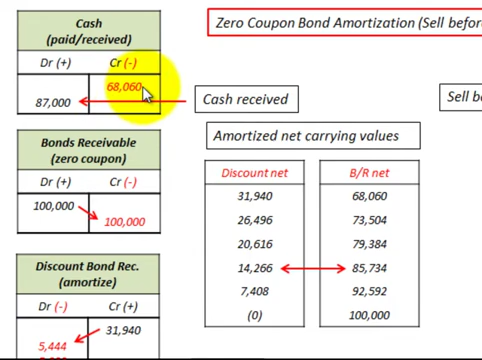 Cash
(paid/received)
Dr (+) Cr (-)
68,060
87,000
Zero Coupon Bond Amortization (Sell before
Cash received
Sell be
Bonds Receivable
(zero coupon)
Dr (+) Cr (-)
100,000
100,000
Discount Bond Rec.
(amortize)
Dr (-) Cr (+)
31,940
5,444
Amortized net carrying values
Discount net B/R net
31,940 68,060
26,496 73,504
20,616 79,384
14,266 85,734
7,408 92,592
(0) 100,000